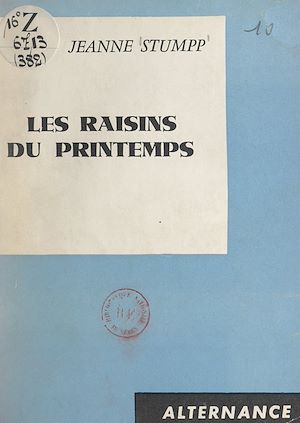 16° Z
6713
(382)
10
JEANNE STUMPP
LES RAISINS
DU PRINTEMPS
ALTERNANCE